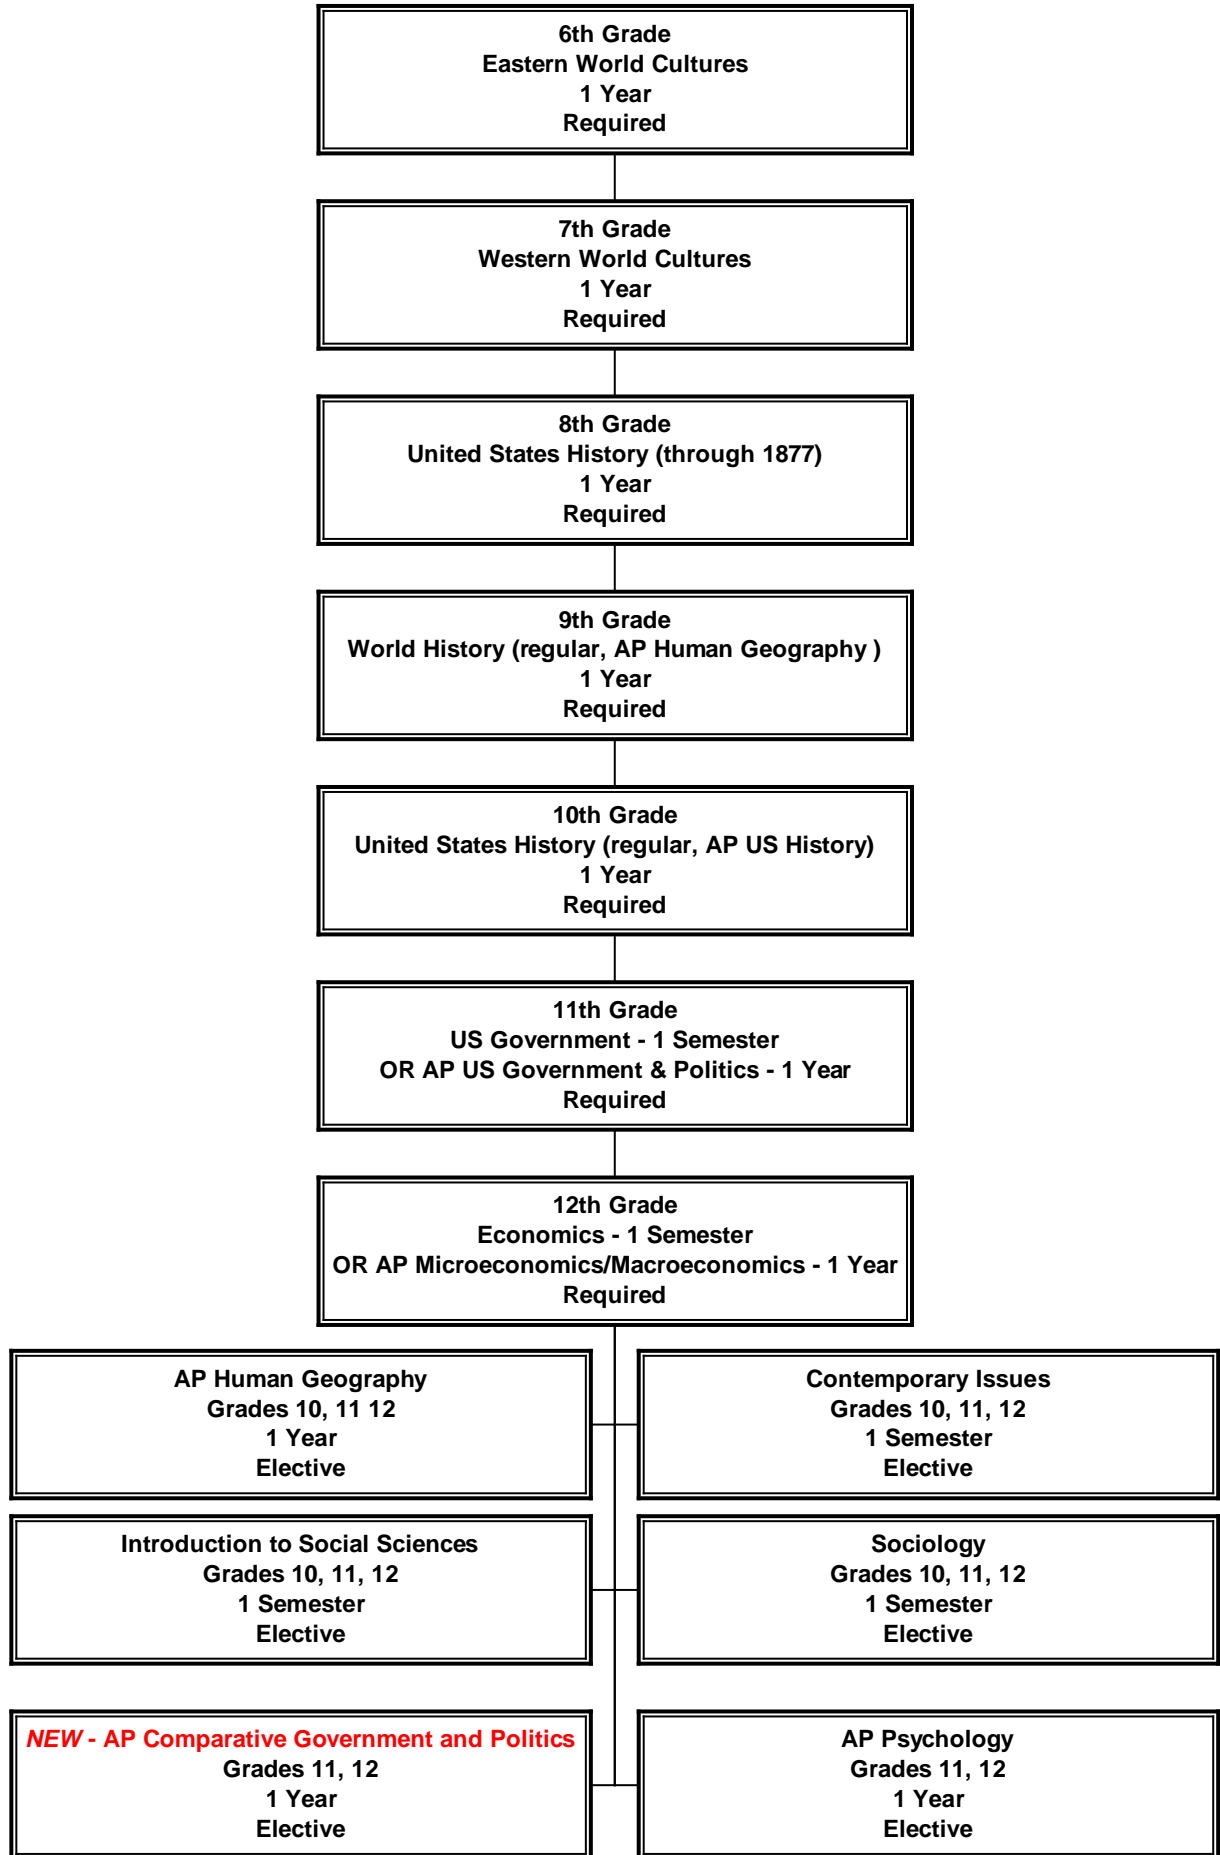 6th Grade
Eastern World Cultures
1 Year
Required
7th Grade
Western World Cultures
1 Year
Required
8th Grade
United States History (through 1877)
1 Year
Required
9th Grade
World History (regular, AP Human Geography )
1 Year
Required
10th Grade
United States History (regular, AP US History)
1 Year
Required
11th Grade
US Government - 1 Semester
OR AP US Government & Politics - 1 Year
Required
12th Grade
Economics - 1 Semester
OR AP Microeconomics/Macroeconomics - 1 Year
Required
AP Human Geography
Grades 10, 11 12
1 Year
Elective
Contemporary Issues
Grades 10, 11, 12
1 Semester
Elective
Introduction to Social Sciences
Grades 10, 11, 12
1 Semester
Elective
Sociology
Grades 10, 11, 12
1 Semester
Elective
NEW - AP Comparative Government and Politics
Grades 11, 12
1 Year
Elective
AP Psychology
Grades 11, 12
1 Year
Elective